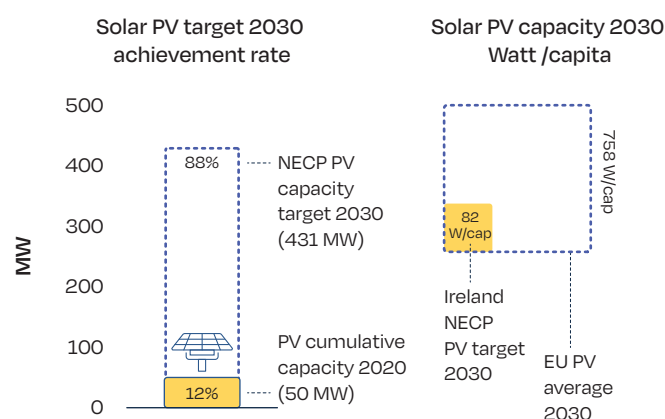 Solar PV target 2030
achievement rate
MW
500
400
300
200
100
0
88%
12%
NECP PV
capacity
target 2030
(431 MW)
PV cumulative
capacity 2020
(50 MW)
Solar PV capacity 2030
Watt /capita
758 W/cap
82
W/cap
Ireland
NECP
PV target
2030
EU PV
average
2030